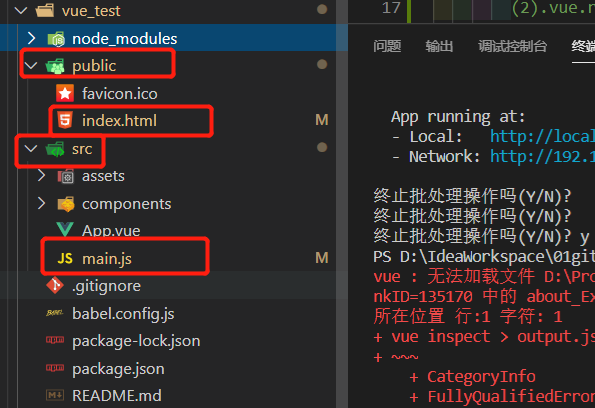 vue_test
node_modules
public
favicon.ico
index.html M
src
assets
components
App.vue
JS main.js M
.gitignore
babel.config.js
package-lock.json
package.json
README.md
17 (2).vue.
问题 输出 调试控制台 终端
App running at:
- Local: http://local
- Network: http://192.1
终止批处理操作吗(Y/N)?
终止批处理操作吗(Y/N)?
终止批处理操作吗(Y/N)? y
PS D:\IdeaWorkspace\01git
vue : 无法加载文件 D:\Pro
nkID=135170 中的 about_Ex
所在位置 行:1 字符: 1
+ vue inspect > output.js
+ ~~~
+ CategoryInfo
+ FullyQualifiedError